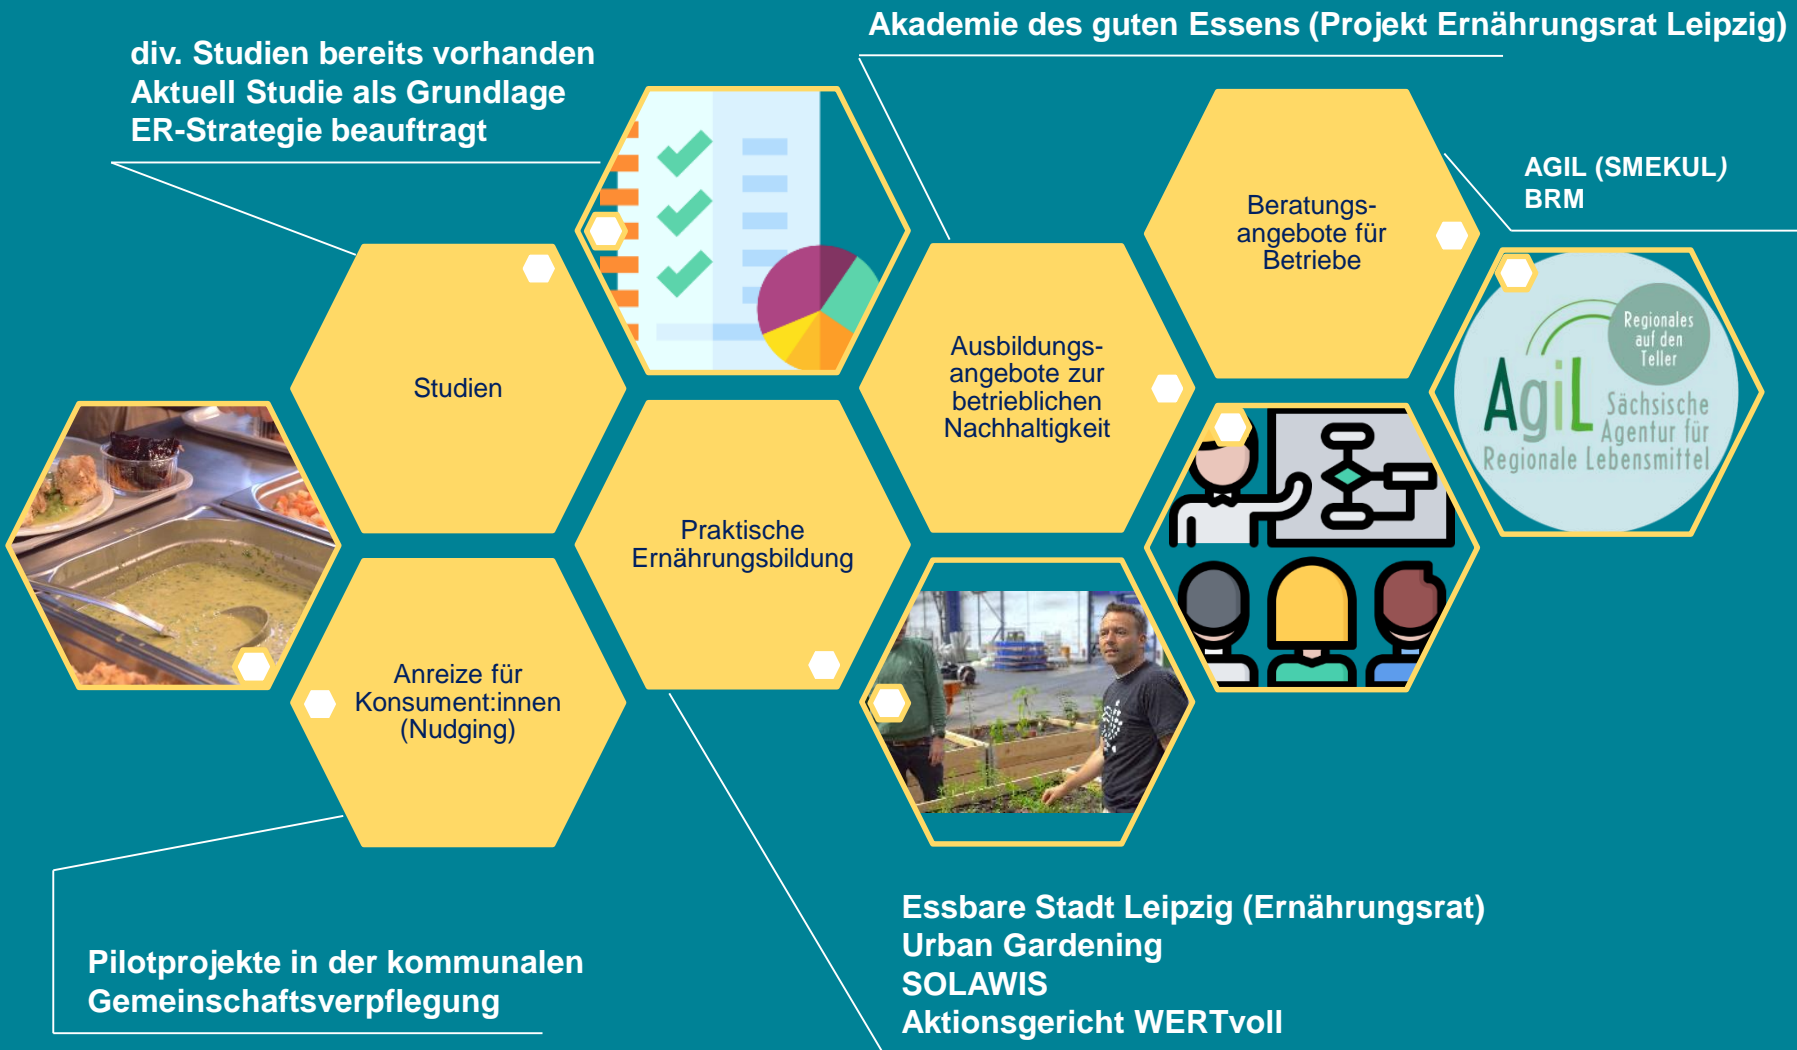 Akademie des guten Essens (Projekt Ernährungsrat Leipzig)
div. Studien bereits vorhanden
Aktuell Studie als Grundlage
ER-Strategie beauftragt
AGIL (SMEKUL)
BRM
Beratungs-
angebote für
Betriebe
Regionales
auf den
Teller
AgiL
Sächsische
Agentur für
Regionale Lebensmittel
Ausbildungs-
angebote zur
betrieblichen
Nachhaltigkeit
Studien
Praktische
Ernährungsbildung
Anreize für
Konsument:innen
(Nudging)
Essbare Stadt Leipzig (Ernährungsrat)
Urban Gardening
SOLAWIS
Aktionsgericht WERTvoll
Pilotprojekte in der kommunalen
Gemeinschaftsverpflegung